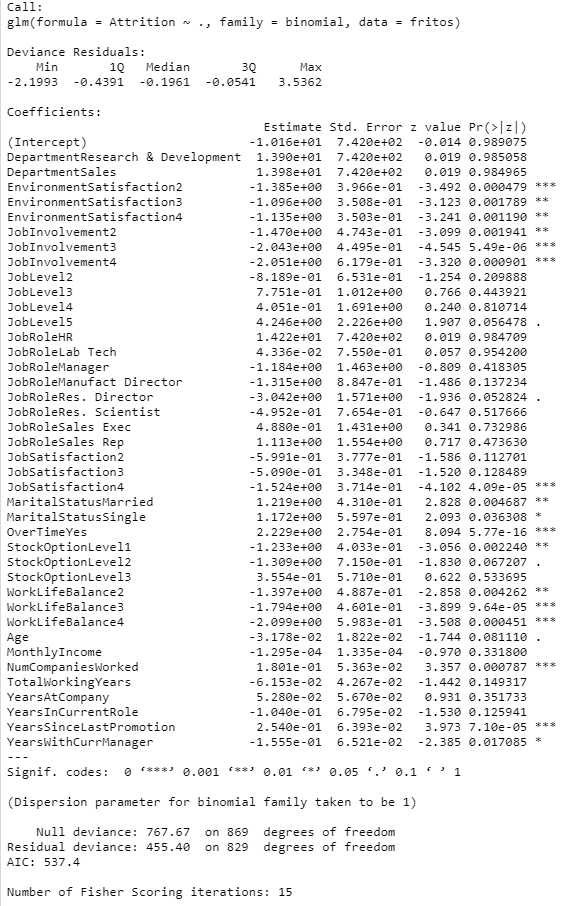 Call:
glm(formula = Attrition ~ ., family = binomial, data = fritos)
Deviance Residuals:
    Min       1Q   Median       3Q      Max
-2.1993  -0.4391  -0.1961  -0.0541   3.5362
Coefficients:
                                   Estimate Std. Error z value Pr(>|z|)
(Intercept)                      -1.016e+01  7.420e+02  -0.014 0.989075
DepartmentResearch & Development  1.390e+01  7.420e+02   0.019 0.985058
DepartmentSales                   1.398e+01  7.420e+02   0.019 0.984965
EnvironmentSatisfaction2         -1.385e+00  3.966e-01  -3.492 0.000479 ***
EnvironmentSatisfaction3         -1.096e+00  3.508e-01  -3.123 0.001789 **
EnvironmentSatisfaction4         -1.135e+00  3.503e-01  -3.241 0.001190 **
JobInvolvement2                  -1.470e+00  4.743e-01  -3.099 0.001941 **
JobInvolvement3                  -2.043e+00  4.495e-01  -4.545 5.49e-06 ***
JobInvolvement4                  -2.051e+00  6.179e-01  -3.320 0.000901 ***
JobLevel2                        -8.189e-01  6.531e-01  -1.254 0.209888
JobLevel3                         7.751e-01  1.012e+00   0.766 0.443921
JobLevel4                         4.051e-01  1.691e+00   0.240 0.810714
JobLevel5                         4.246e+00  2.226e+00   1.907 0.056478 .
JobRoleHR                         1.422e+01  7.420e+02   0.019 0.984709
JobRoleLab Tech                   4.336e-02  7.550e-01   0.057 0.954200
JobRoleManager                   -1.184e+00  1.463e+00  -0.809 0.418305
JobRoleManufact Director         -1.315e+00  8.847e-01  -1.486 0.137234
JobRoleRes. Director             -3.042e+00  1.571e+00  -1.936 0.052824 .
JobRoleRes. Scientist            -4.952e-01  7.654e-01  -0.647 0.517666
JobRoleSales Exec                 4.880e-01  1.431e+00   0.341 0.732986
JobRoleSales Rep                  1.113e+00  1.554e+00   0.717 0.473630
JobSatisfaction2                 -5.991e-01  3.777e-01  -1.586 0.112701
JobSatisfaction3                 -5.090e-01  3.348e-01  -1.520 0.128489
JobSatisfaction4                 -1.524e+00  3.714e-01  -4.102 4.09e-05 ***
MaritalStatusMarried              1.219e+00  4.310e-01   2.828 0.004687 **
MaritalStatusSingle               1.172e+00  5.597e-01   2.093 0.036308 *
OverTimeYes                       2.229e+00  2.754e-01   8.094 5.77e-16 ***
StockOptionLevel1                -1.233e+00  4.033e-01  -3.056 0.002240 **
StockOptionLevel2                -1.309e+00  7.150e-01  -1.830 0.067207 .
StockOptionLevel3                 3.554e-01  5.710e-01   0.622 0.533695
WorkLifeBalance2                 -1.397e+00  4.887e-01  -2.858 0.004262 **
WorkLifeBalance3                 -1.794e+00  4.601e-01  -3.899 9.64e-05 ***
WorkLifeBalance4                 -2.099e+00  5.983e-01  -3.508 0.000451 ***
Age                              -3.178e-02  1.822e-02  -1.744 0.081110 .
MonthlyIncome                    -1.295e-04  1.335e-04  -0.970 0.331800
NumCompaniesWorked                1.801e-01  5.363e-02   3.357 0.000787 ***
TotalWorkingYears                -6.153e-02  4.267e-02  -1.442 0.149317
YearsAtCompany                    5.280e-02  5.670e-02   0.931 0.351733
YearsInCurrentRole               -1.040e-01  6.795e-02  -1.530 0.125941
YearsSinceLastPromotion           2.540e-01  6.393e-02   3.973 7.10e-05 ***
YearsWithCurrManager             -1.555e-01  6.521e-02  -2.385 0.017085 *
---
Signif. codes:  0 ‘***’ 0.001 ‘**’ 0.01 ‘*’ 0.05 ‘.’ 0.1 ‘ ’ 1
(Dispersion parameter for binomial family taken to be 1)
    Null deviance: 767.67  on 869  degrees of freedom
Residual deviance: 455.40  on 829  degrees of freedom
AIC: 537.4
Number of Fisher Scoring iterations: 15